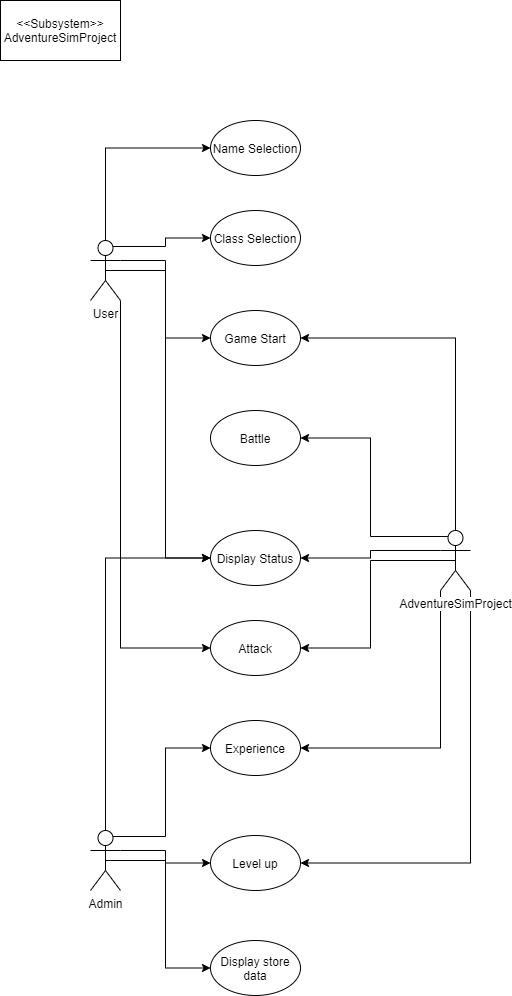 <<Subsystem>>
AdventureSimProject
Name Selection
Class Selection
User
Game Start
Battle
Display Status
AdventureSimProject
Attack
Experience
Level up
Admin
Display store
data